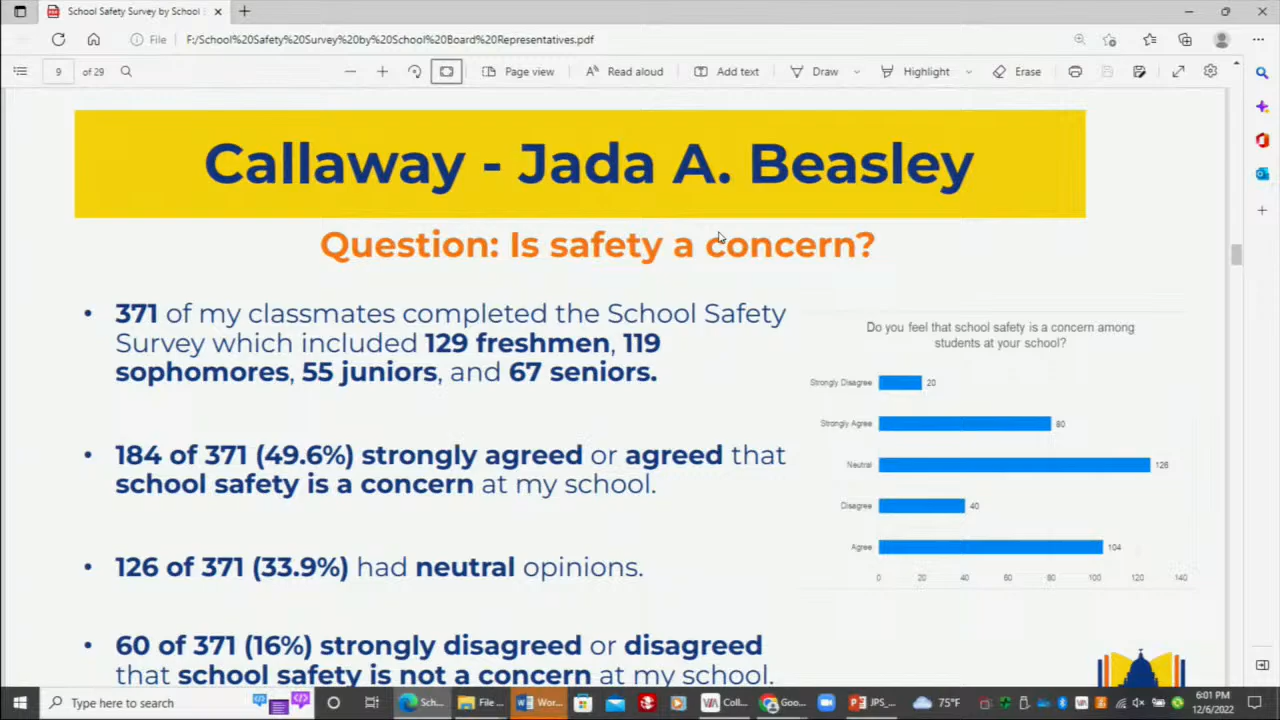 School Safety Survey by School
File
F:/School%20Safety%20Survey%20by%20School%20Board%20Representatives.pdf
9 of 29
Page view
Read aloud
Add text
Draw
Highlight
Erase
Callaway - Jada A. Beasley
Question: Is safety a concern?
• 371 of my classmates completed the School Safety
Survey which included 129 freshmen, 119
sophomores, 55 juniors, and 67 seniors.
• 184 of 371 (49.6%) strongly agreed or agreed that
school safety is a concern at my school.
• 126 of 371 (33.9%) had neutral opinions.
• 60 of 371 (16%) strongly disagreed or disagreed
that school safety is not a concern at my school.
Do you feel that school safety is a concern among
students at your school?
Strongly Disagree 20
Strongly Agree 80
Neutral 126
Disagree 40
Agree 104
0 20 40 60 80 100 120 140
Type here to search
Sch...
File ...
Wor...
Coll...
Goo...
JPS_...
75°F
6:01 PM
12/6/2022